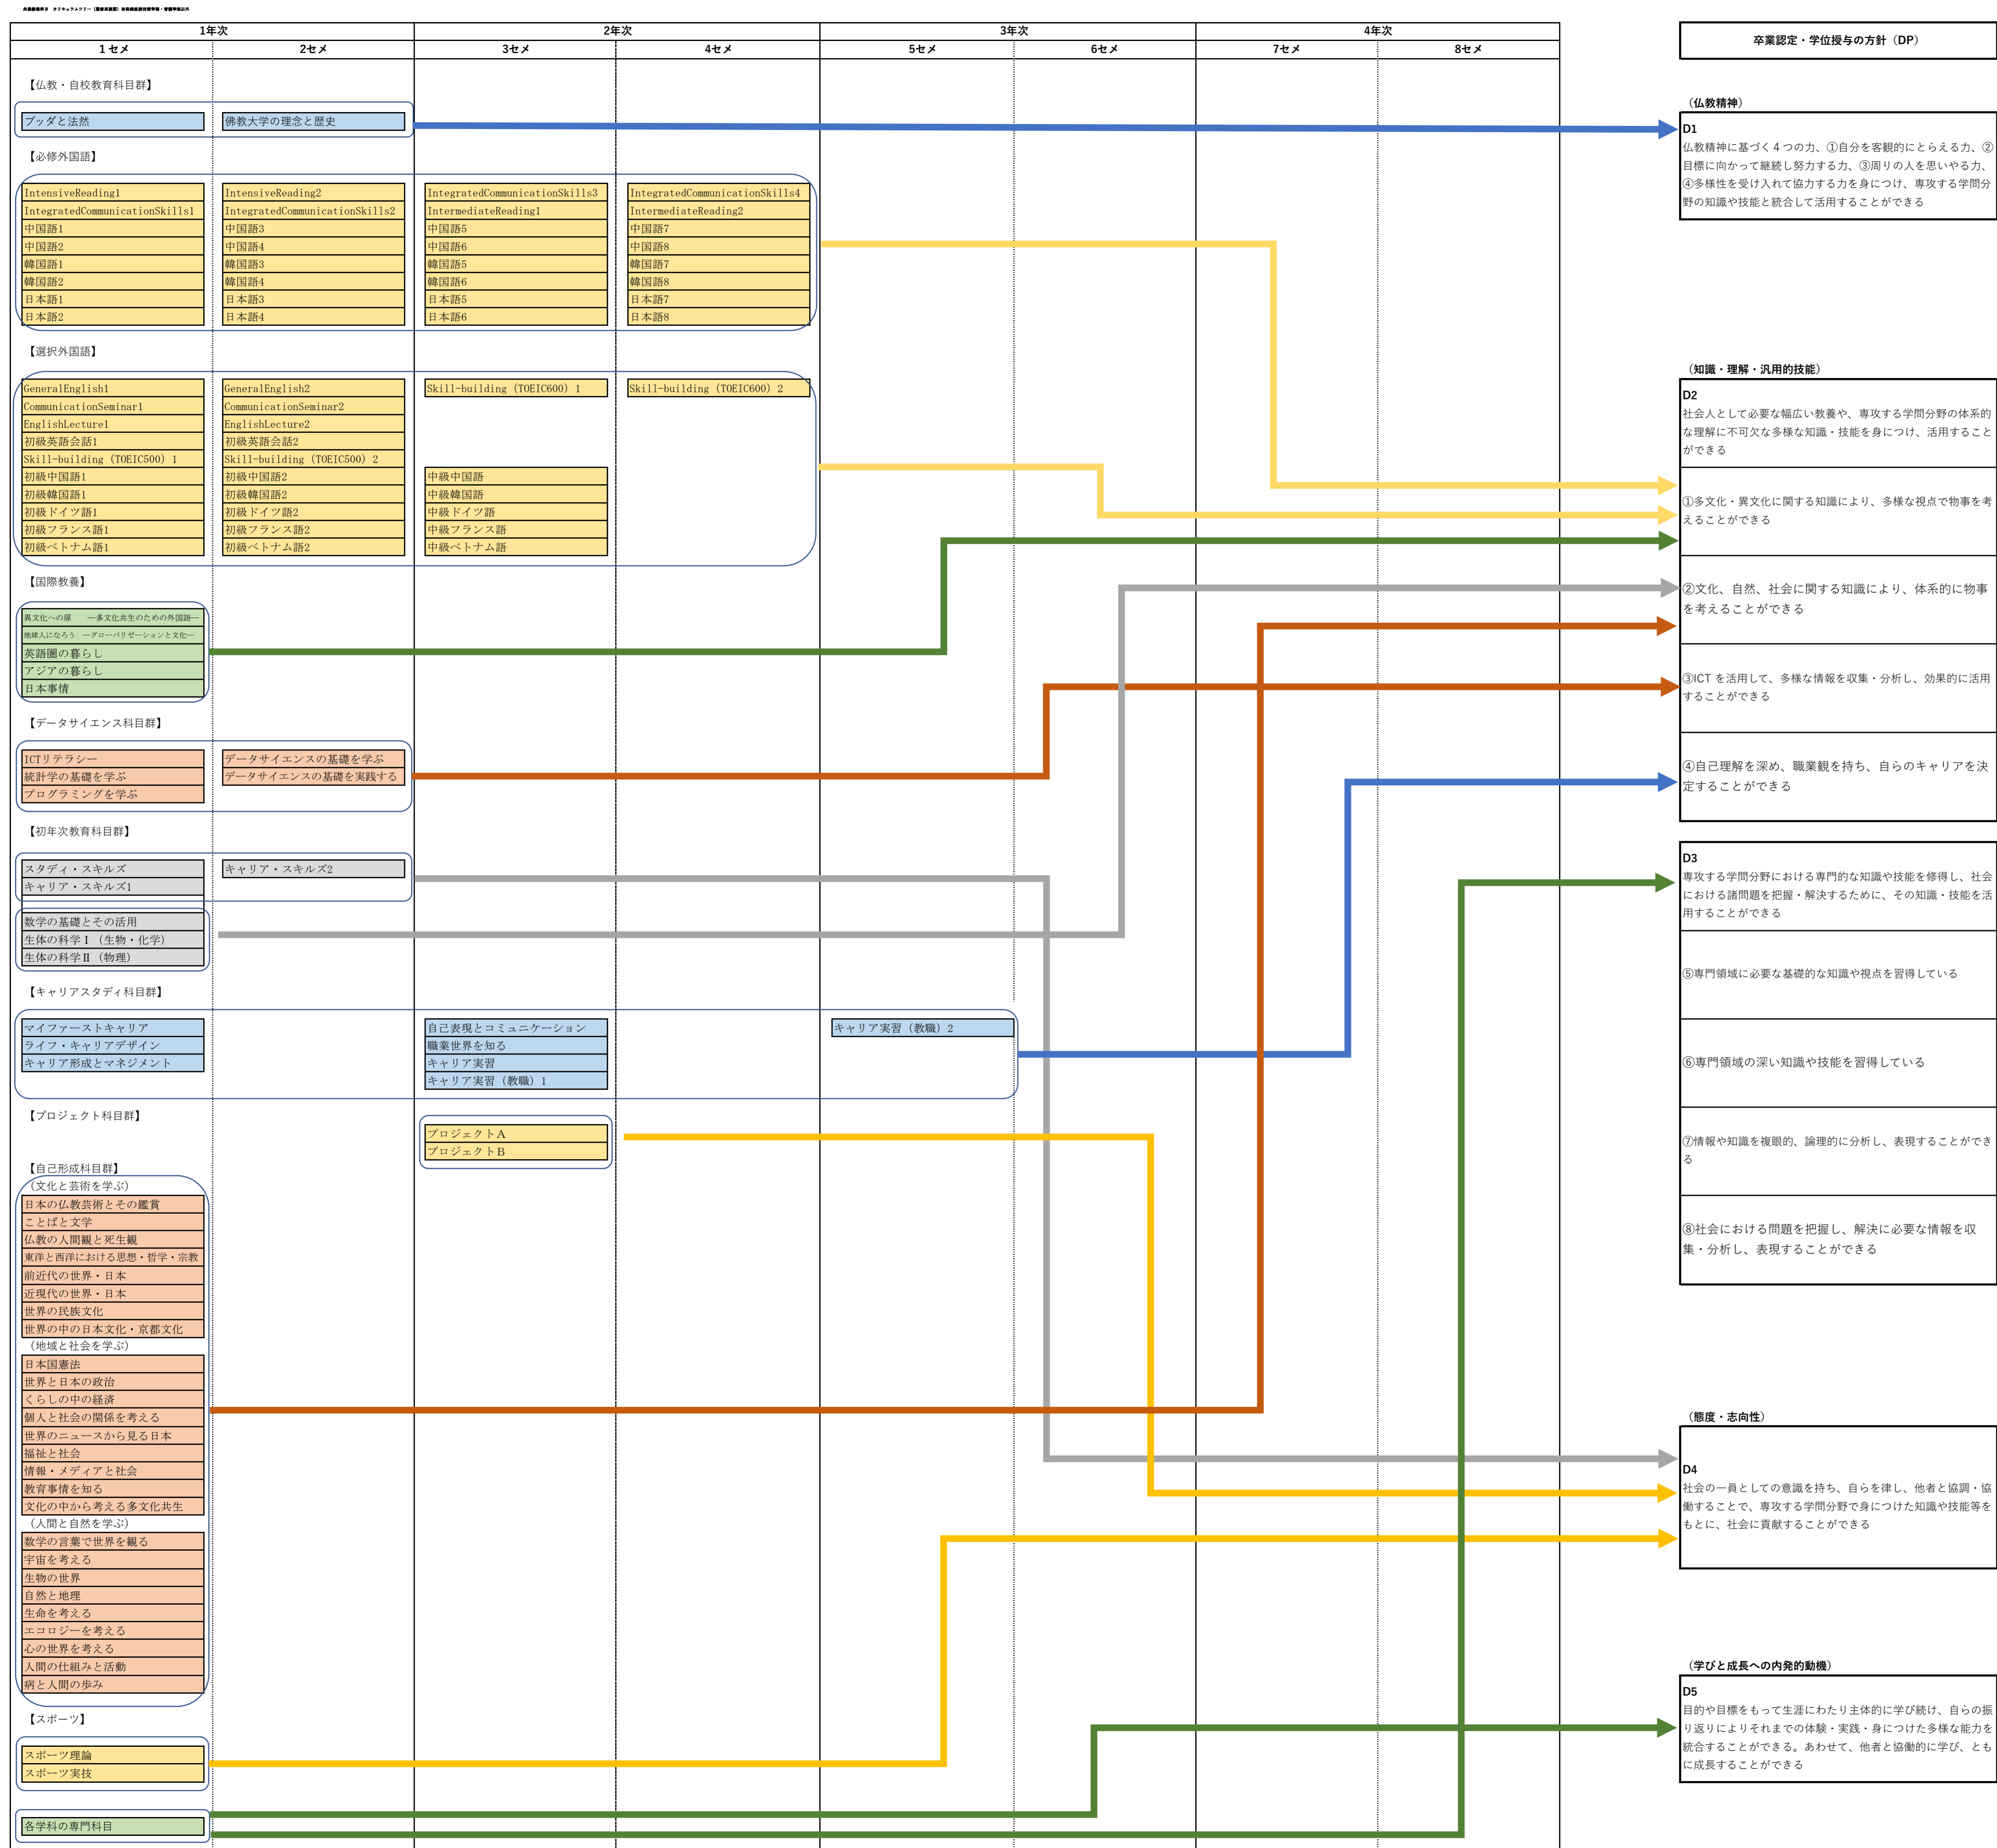 共通教養科目 カリキュラムツリー（履修系統図）※保健医療技術学部・看護学部以外
1年次 2年次 3年次 4年次 卒業認定・学位授与の方針（DP）
1セメ 2セメ 3セメ 4セメ 5セメ 6セメ 7セメ 8セメ
【仏教・自校教育科目群】
ブッダと法然 佛教大学の理念と歴史
【必修外国語】
IntensiveReading1 IntensiveReading2 IntegratedCommunicationSkills3 IntegratedCommunicationSkills4
IntegratedCommunicationSkills1 IntegratedCommunicationSkills2 IntermediateReading1 IntermediateReading2
中国語1 中国語3 中国語5 中国語7
中国語2 中国語4 中国語6 中国語8
韓国語1 韓国語3 韓国語5 韓国語7
韓国語2 韓国語4 韓国語6 韓国語8
日本語1 日本語3 日本語5 日本語7
日本語2 日本語4 日本語6 日本語8
【選択外国語】
GeneralEnglish1 GeneralEnglish2 Skill-building（TOEIC600）1 Skill-building（TOEIC600）2
CommunicationSeminar1 CommunicationSeminar2
EnglishLecture1 EnglishLecture2
初級英語会話1 初級英語会話2
Skill-building（TOEIC500）1 Skill-building（TOEIC500）2
初級中国語1 初級中国語2 中級中国語
初級韓国語1 初級韓国語2 中級韓国語
初級ドイツ語1 初級ドイツ語2 中級ドイツ語
初級フランス語1 初級フランス語2 中級フランス語
初級ベトナム語1 初級ベトナム語2 中級ベトナム語
【国際教養】
異文化への扉 ―多文化共生のための外国語―
地球人になろう ―グローバリゼーションと文化―
英語圏の暮らし
アジアの暮らし
日本事情
【データサイエンス科目群】
ICTリテラシー データサイエンスの基礎を学ぶ
統計学の基礎を学ぶ データサイエンスの基礎を実践する
プログラミングを学ぶ
【初年次教育科目群】
スタディ・スキルズ キャリア・スキルズ2
キャリア・スキルズ1
数学の基礎とその活用
生体の科学Ⅰ（生物・化学）
生体の科学Ⅱ（物理）
【キャリアスタディ科目群】
マイファーストキャリア 自己表現とコミュニケーション キャリア実習（教職）2
ライフ・キャリアデザイン 職業世界を知る
キャリア形成とマネジメント キャリア実習
キャリア実習（教職）1
【プロジェクト科目群】
プロジェクトA
プロジェクトB
【自己形成科目群】
（文化と芸術を学ぶ）
日本の仏教芸術とその鑑賞
ことばと文学
仏教の人間観と死生観
東洋と西洋における思想・哲学・宗教
前近代の世界・日本
近現代の世界・日本
世界の民族文化
世界の中の日本文化・京都文化
（地域と社会を学ぶ）
日本国憲法
世界と日本の政治
くらしの中の経済
個人と社会の関係を考える
世界のニュースから見る日本
福祉と社会
情報・メディアと社会
教育事情を知る
文化の中から考える多文化共生
（人間と自然を学ぶ）
数学の言葉で世界を観る
宇宙を考える
生物の世界
自然と地理
生命を考える
エコロジーを考える
心の世界を考える
人間の仕組みと活動
病と人間の歩み
【スポーツ】
スポーツ理論
スポーツ実技
各学科の専門科目
（仏教精神）
D1
仏教精神に基づく４つの力、①自分を客観的にとらえる力、②
目標に向かって継続し努力する力、③周りの人を思いやる力、
④多様性を受け入れて協力する力を身につけ、専攻する学問分
野の知識や技能と統合して活用することができる
（知識・理解・汎用的技能）
D2
社会人として必要な幅広い教養や、専攻する学問分野の体系的
な理解に不可欠な多様な知識・技能を身につけ、活用すること
ができる
①多文化・異文化に関する知識により、多様な視点で物事を考
えることができる
②文化、自然、社会に関する知識により、体系的に物事
を考えることができる
③ICT を活用して、多様な情報を収集・分析し、効果的に活用
することができる
④自己理解を深め、職業観を持ち、自らのキャリアを決
定することができる
D3
専攻する学問分野における専門的な知識や技能を修得し、社会
における諸問題を把握・解決するために、その知識・技能を活
用することができる
⑤専門領域に必要な基礎的な知識や視点を習得している
⑥専門領域の深い知識や技能を習得している
⑦情報や知識を複眼的、論理的に分析し、表現することができ
る
⑧社会における問題を把握し、解決に必要な情報を収
集・分析し、表現することができる
（態度・志向性）
D4
社会の一員としての意識を持ち、自らを律し、他者と協調・協
働することで、専攻する学問分野で身につけた知識や技能等を
もとに、社会に貢献することができる
（学びと成長への内発的動機）
D5
目的や目標をもって生涯にわたり主体的に学び続け、自らの振
り返りによりそれまでの体験・実践・身につけた多様な能力を
統合することができる。あわせて、他者と協働的に学び、とも
に成長することができる